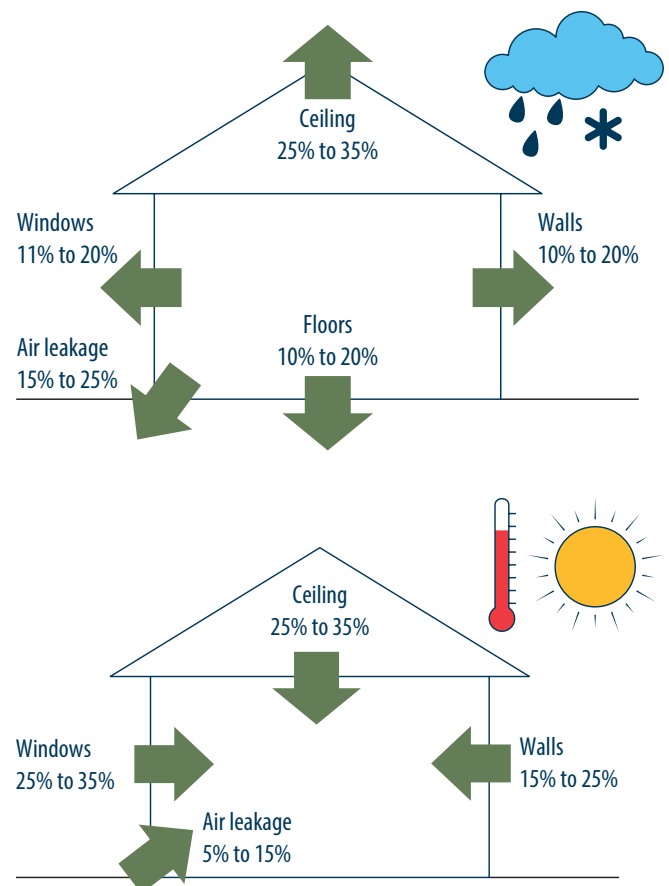 Ceiling
25% to 35%
Windows
11% to 20%
Walls
10% to 20%
Air leakage
15% to 25%
Floors
10% to 20%
Ceiling
25% to 35%
Windows
25% to 35%
Walls
15% to 25%
Air leakage
5% to 15%